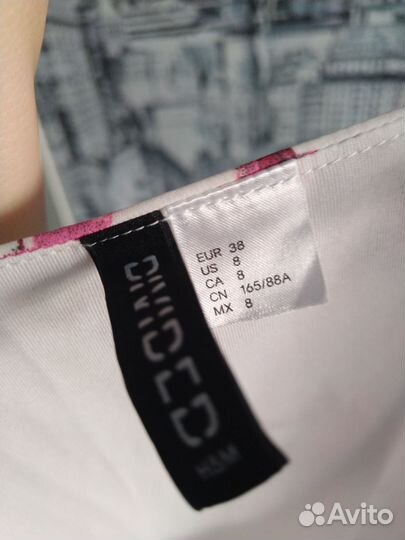 EUR 38
US 8
CA 8
CN 165/88A
MX 8
DIVIDED
H&M
Avito